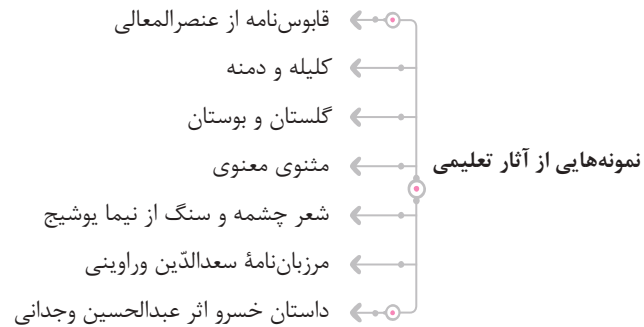 نمونه‌هایی از آثار تعلیمی
قابوس‌نامه از عنصرالمعالی
کلیله و دمنه
گلستان و بوستان
مثنوی معنوی
شعر چشمه و سنگ از نیما یوشیج
مرزبان‌نامهٔ سعدالدّین وراوینی
داستان خسرو اثر عبدالحسین وجدانی